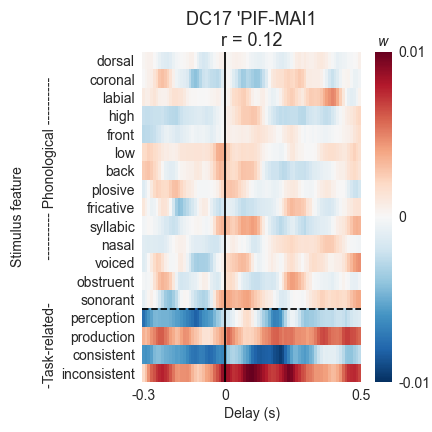 DC17 'PIF-MAI1
r = 0.12
w
dorsal
coronal
labial
high
front
low
back
plosive
fricative
syllabic
nasal
voiced
obstruent
sonorant
perception
production
consistent
inconsistent
Stimulus feature
---------- Phonological ----------
-Task-related-
0.01
0
-0.01
-0.3
0
0.5
Delay (s)